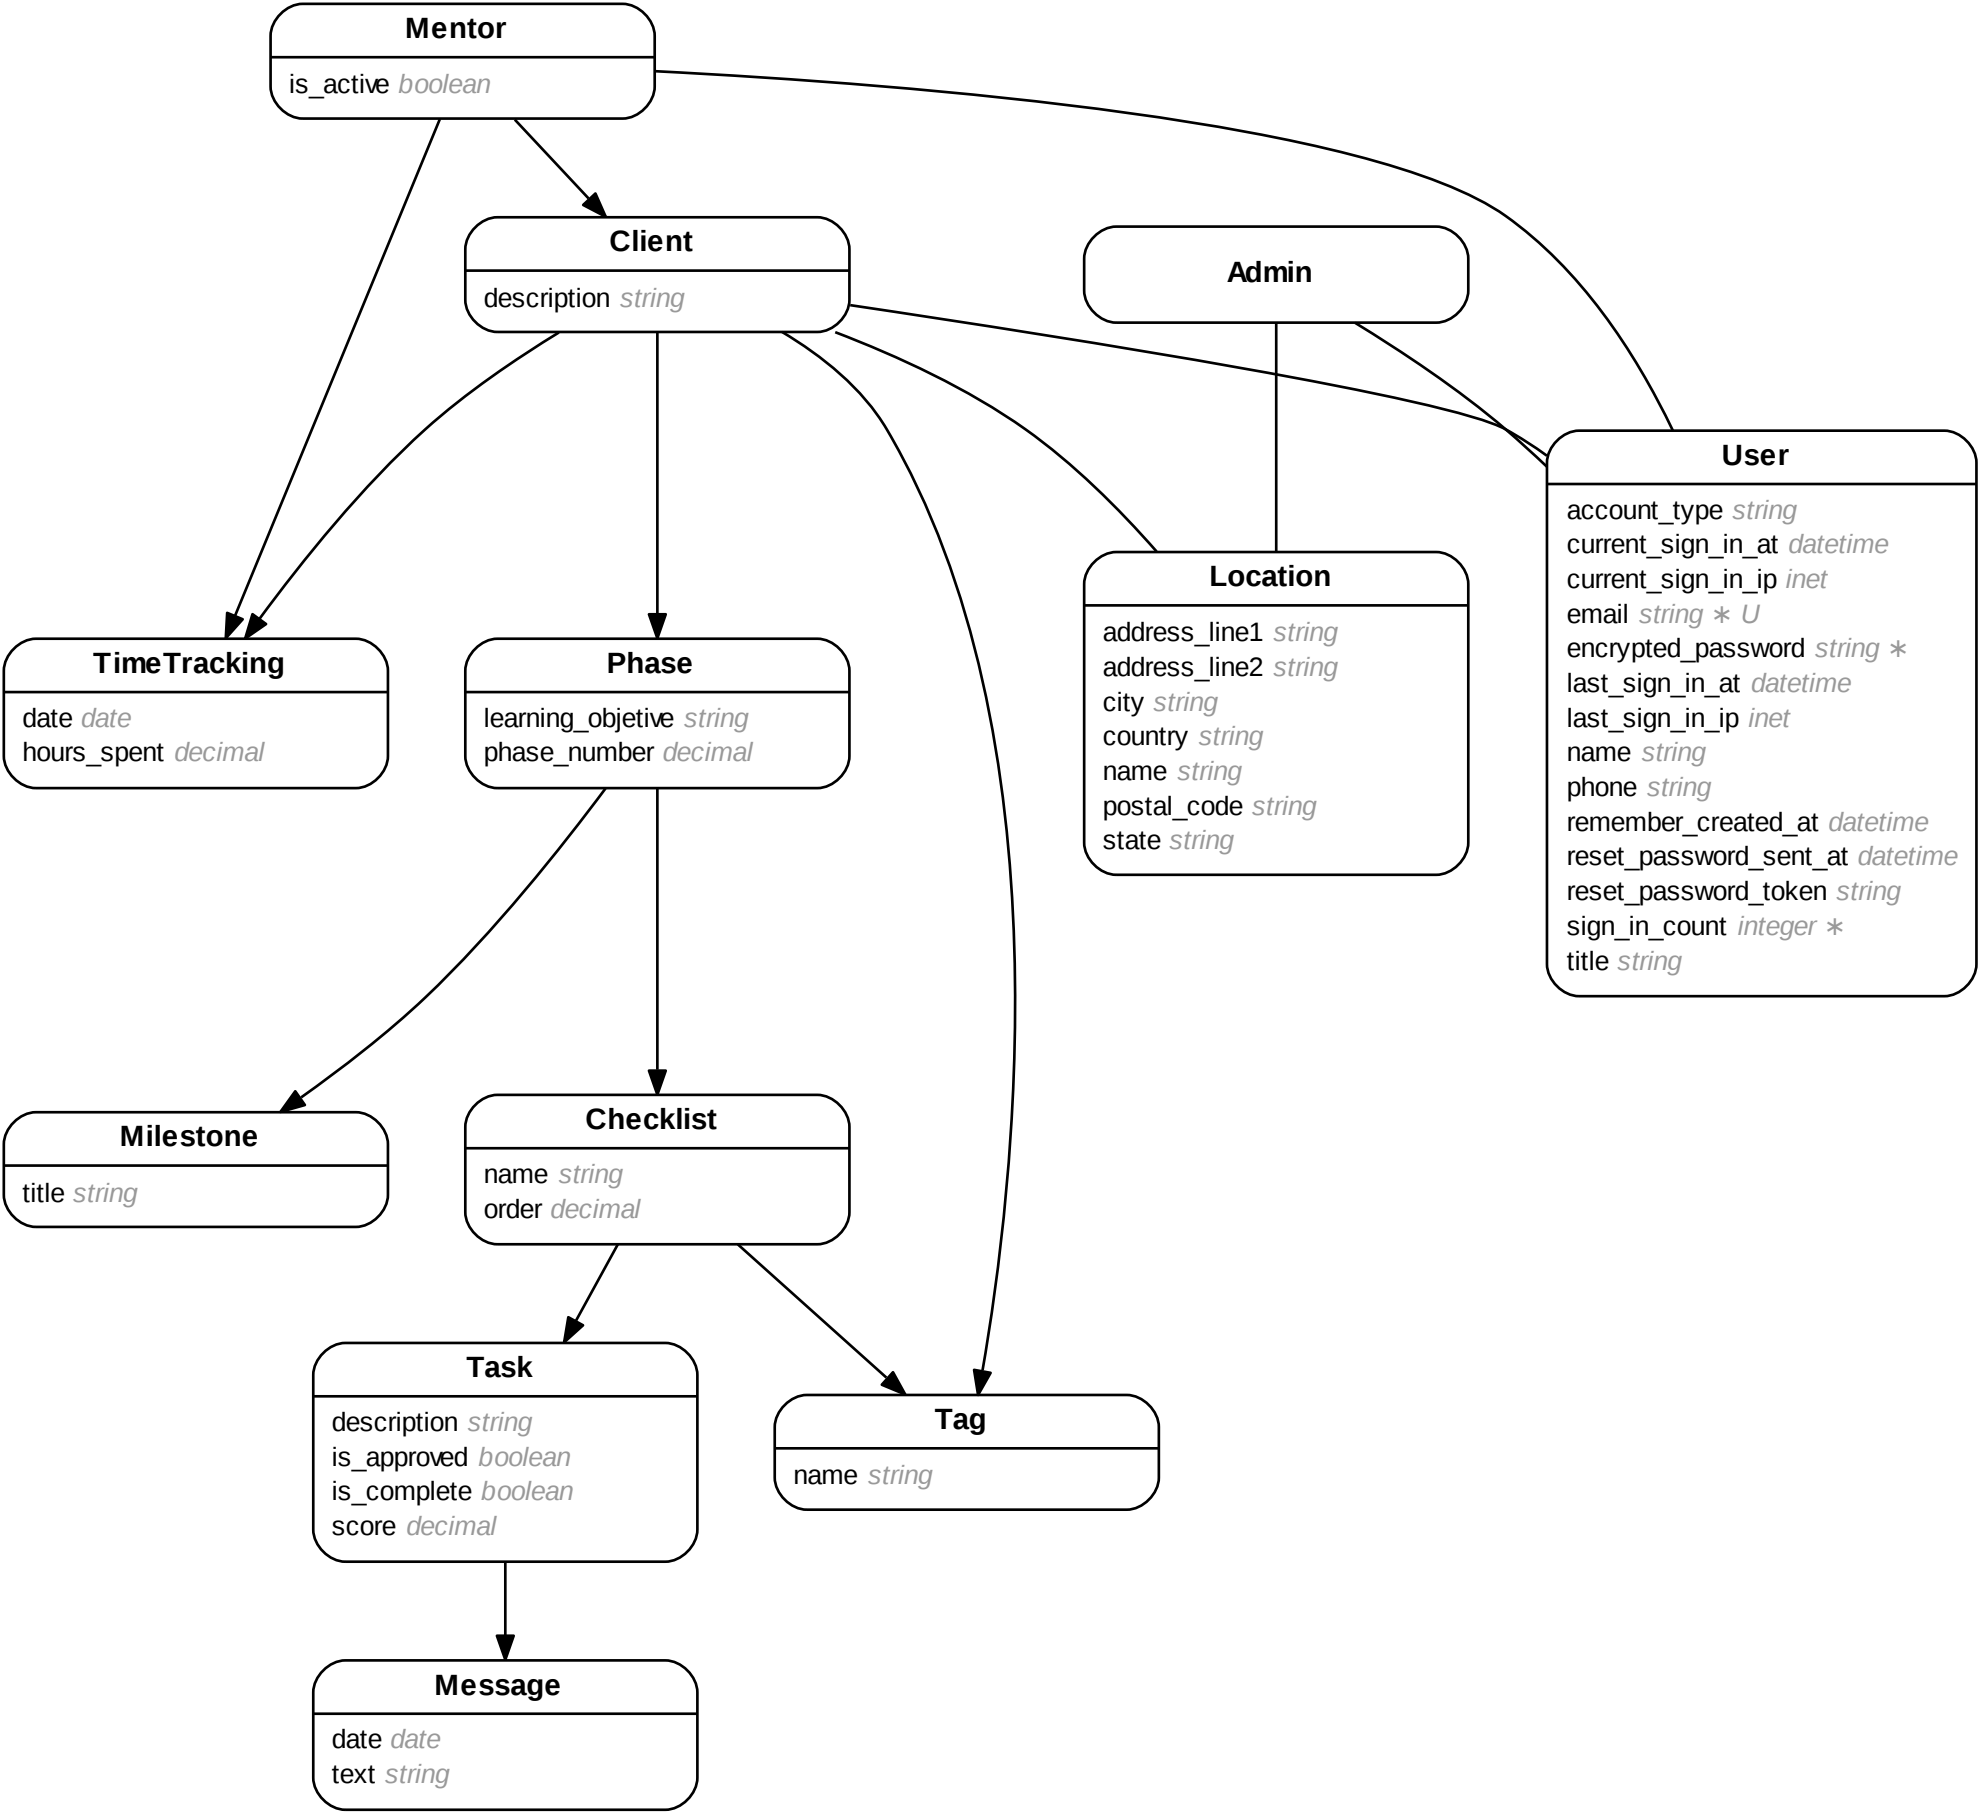 Mentor
is_active boolean
Client
description string
Admin
User
account_type string
current_sign_in_at datetime
current_sign_in_ip inet
email string ∗ U
encrypted_password string ∗
last_sign_in_at datetime
last_sign_in_ip inet
name string
phone string
remember_created_at datetime
reset_password_sent_at datetime
reset_password_token string
sign_in_count integer ∗
title string
Location
address_line1 string
address_line2 string
city string
country string
name string
postal_code string
state string
TimeTracking
date date
hours_spent decimal
Phase
learning_objetive string
phase_number decimal
Milestone
title string
Checklist
name string
order decimal
Task
description string
is_approved boolean
is_complete boolean
score decimal
Tag
name string
Message
date date
text string